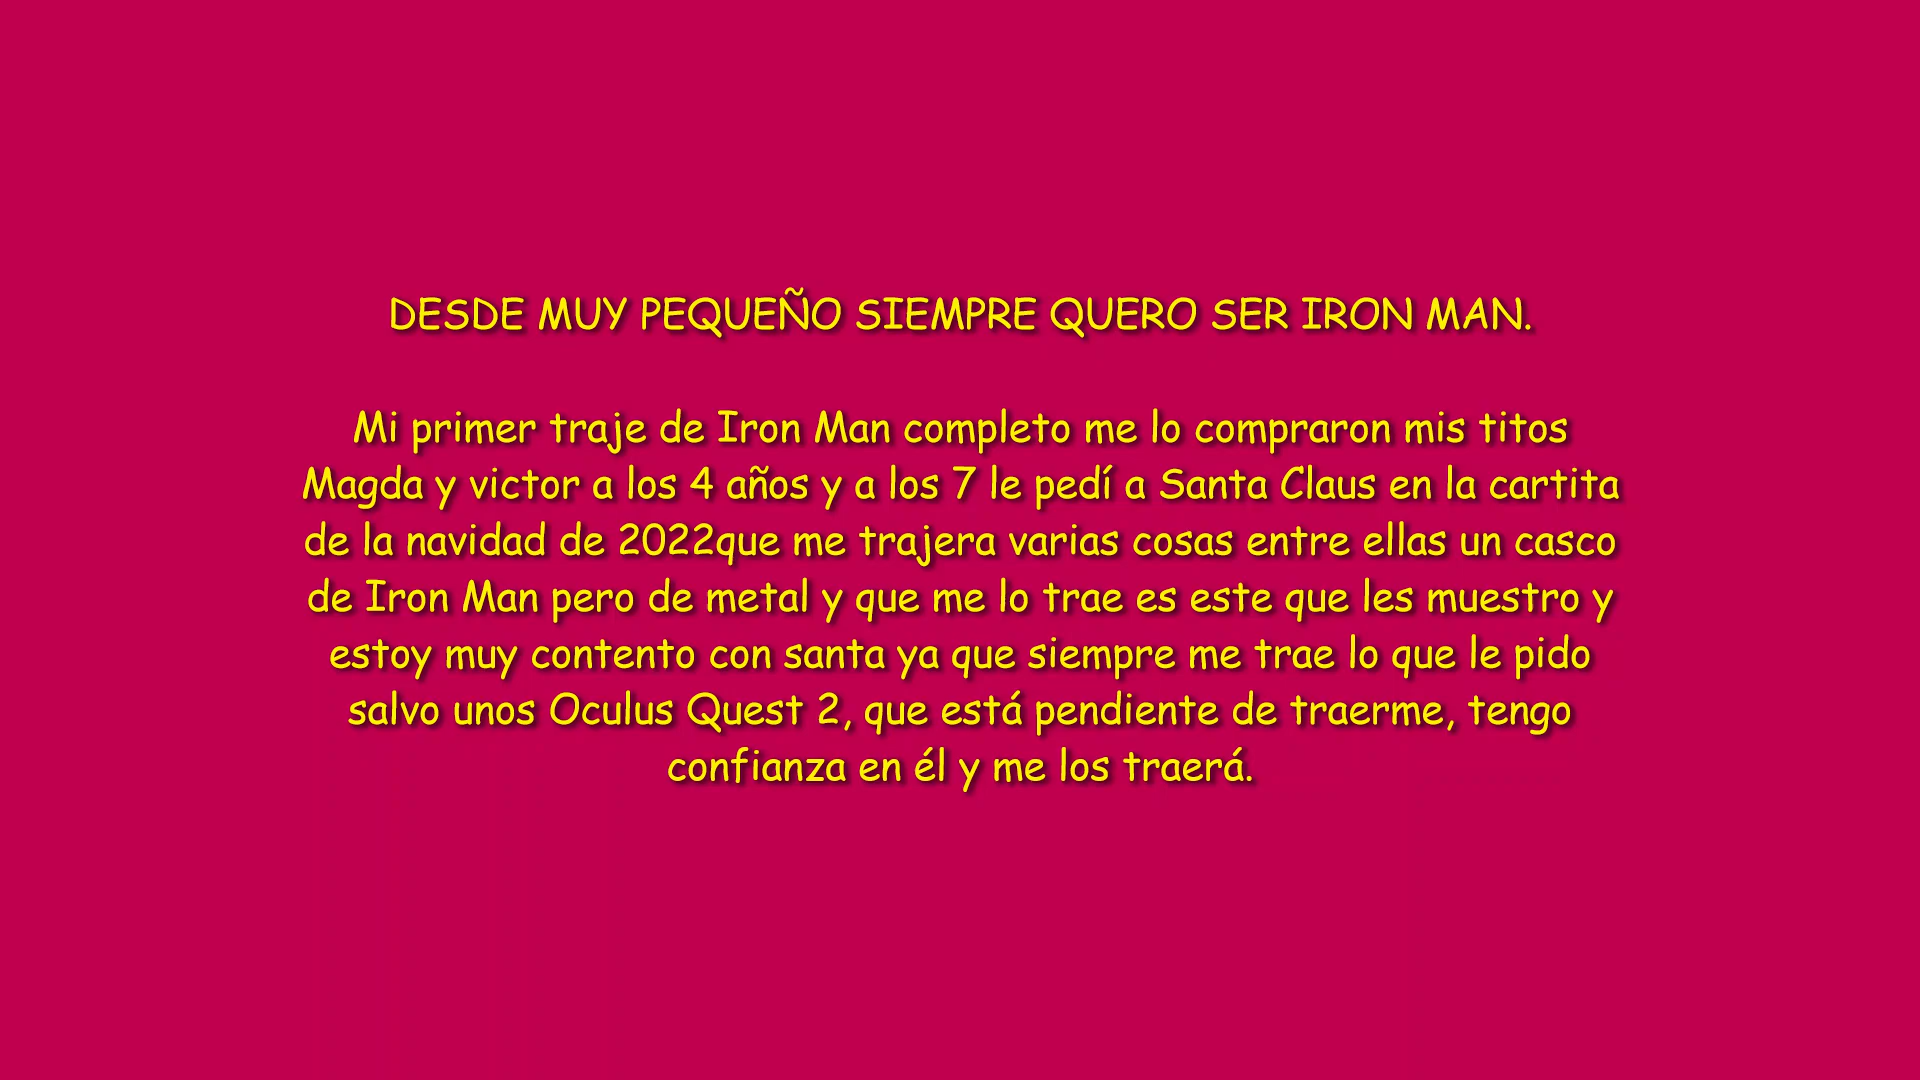 DESDE MUY PEQUEÑO SIEMPRE QUERO SER IRON MAN.
Mi primer traje de Iron Man completo me lo compraron mis titos
Magda y victor a los 4 años y a los 7 le pedí a Santa Claus en la cartita
de la navidad de 2022que me trajera varias cosas entre ellas un casco
de Iron Man pero de metal y que me lo trae es este que les muestro y
estoy muy contento con santa ya que siempre me trae lo que le pido
salvo unos Oculus Quest 2, que está pendiente de traerme, tengo
confianza en él y me los traerá.